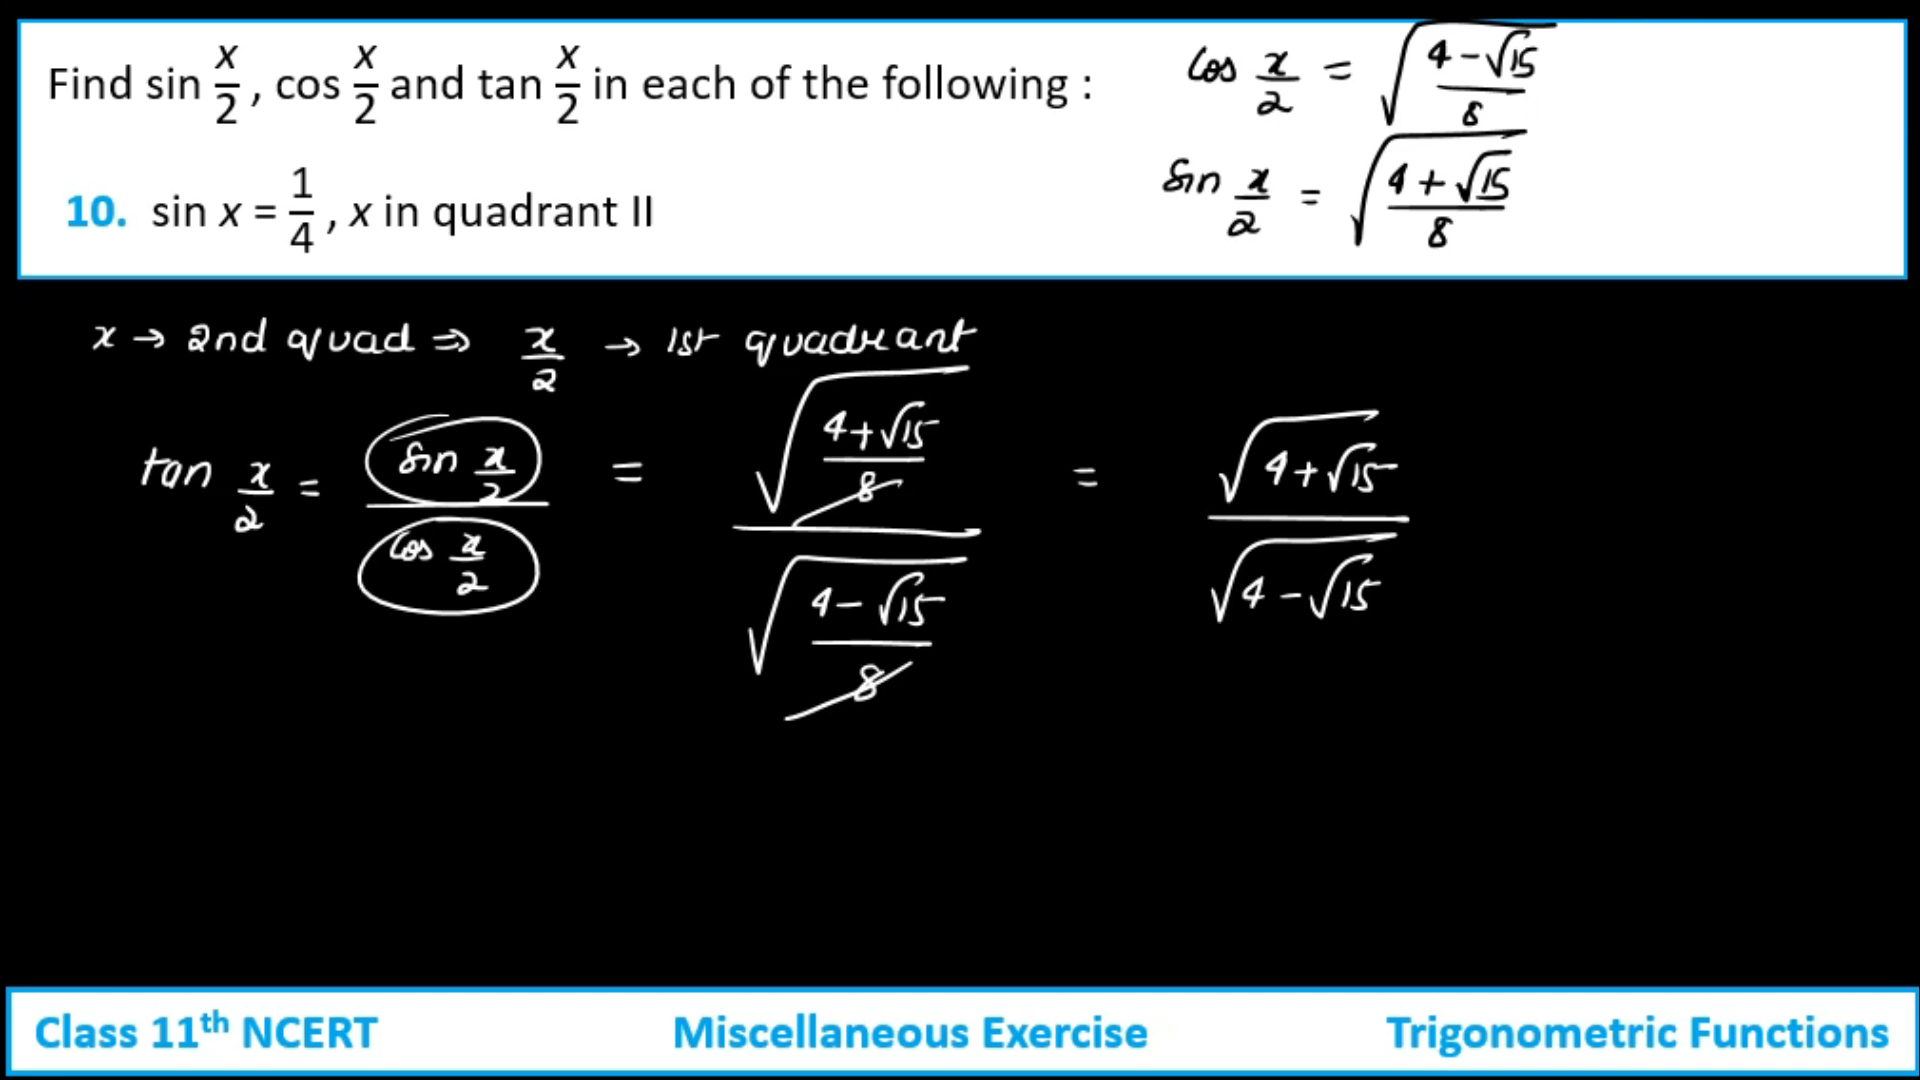 Find sin x/2 , cos x/2 and tan x/2 in each of the following :
10. sin x = 1/4 , x in quadrant II
cos x/2 = √((4 - √15)/8)
sin x/2 = √((4 + √15)/8)
x → 2nd quad ⇒ x/2 → 1st quadrant
tan x/2 = (sin x/2)/(cos x/2) = √((4+√15)/8)/√((4-√15)/8) = √(4+√15)/√(4-√15)
Class 11th NCERT Miscellaneous Exercise Trigonometric Functions